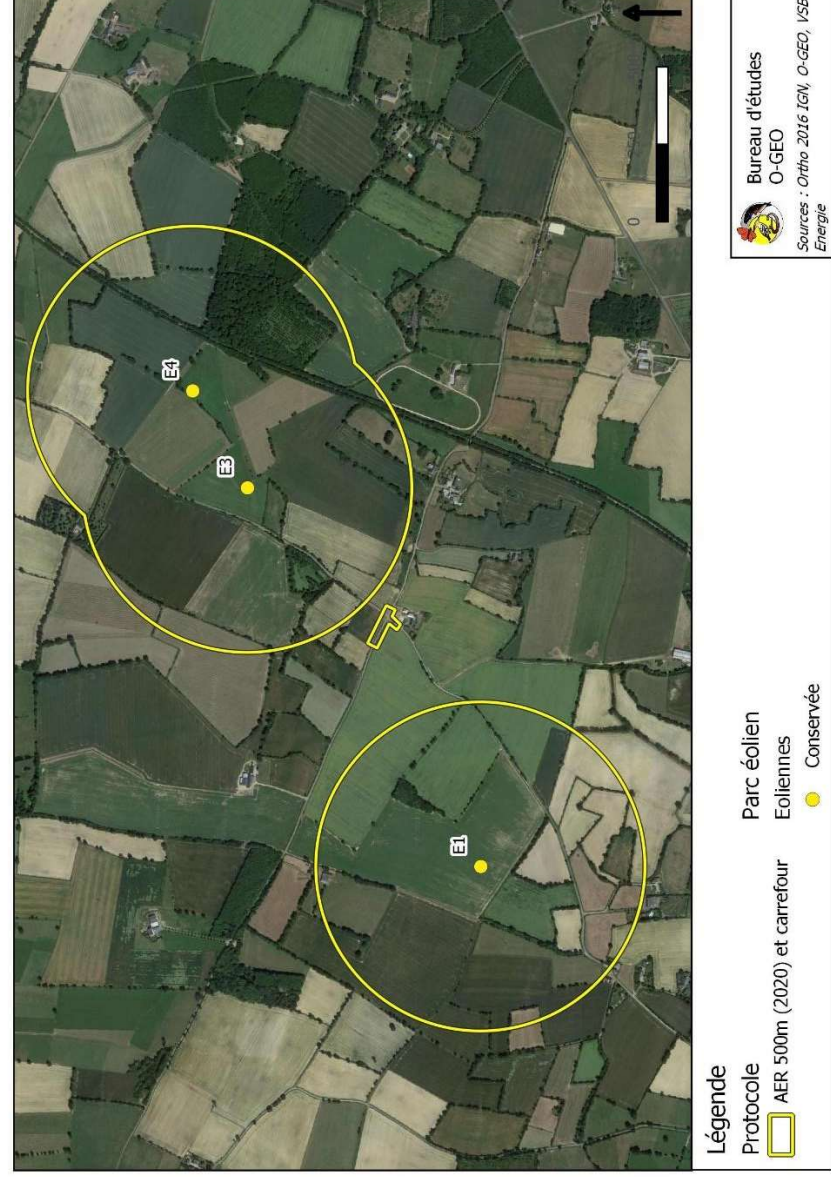 E4
E3
E1
0
Légende
Protocole
AER 500m (2020) et carrefour
Parc éolien
Eoliennes
Conservée
Bureau d'études
O-GEO
Sources : Ortho 2016 IGN, O-GEO, VSB
Energie